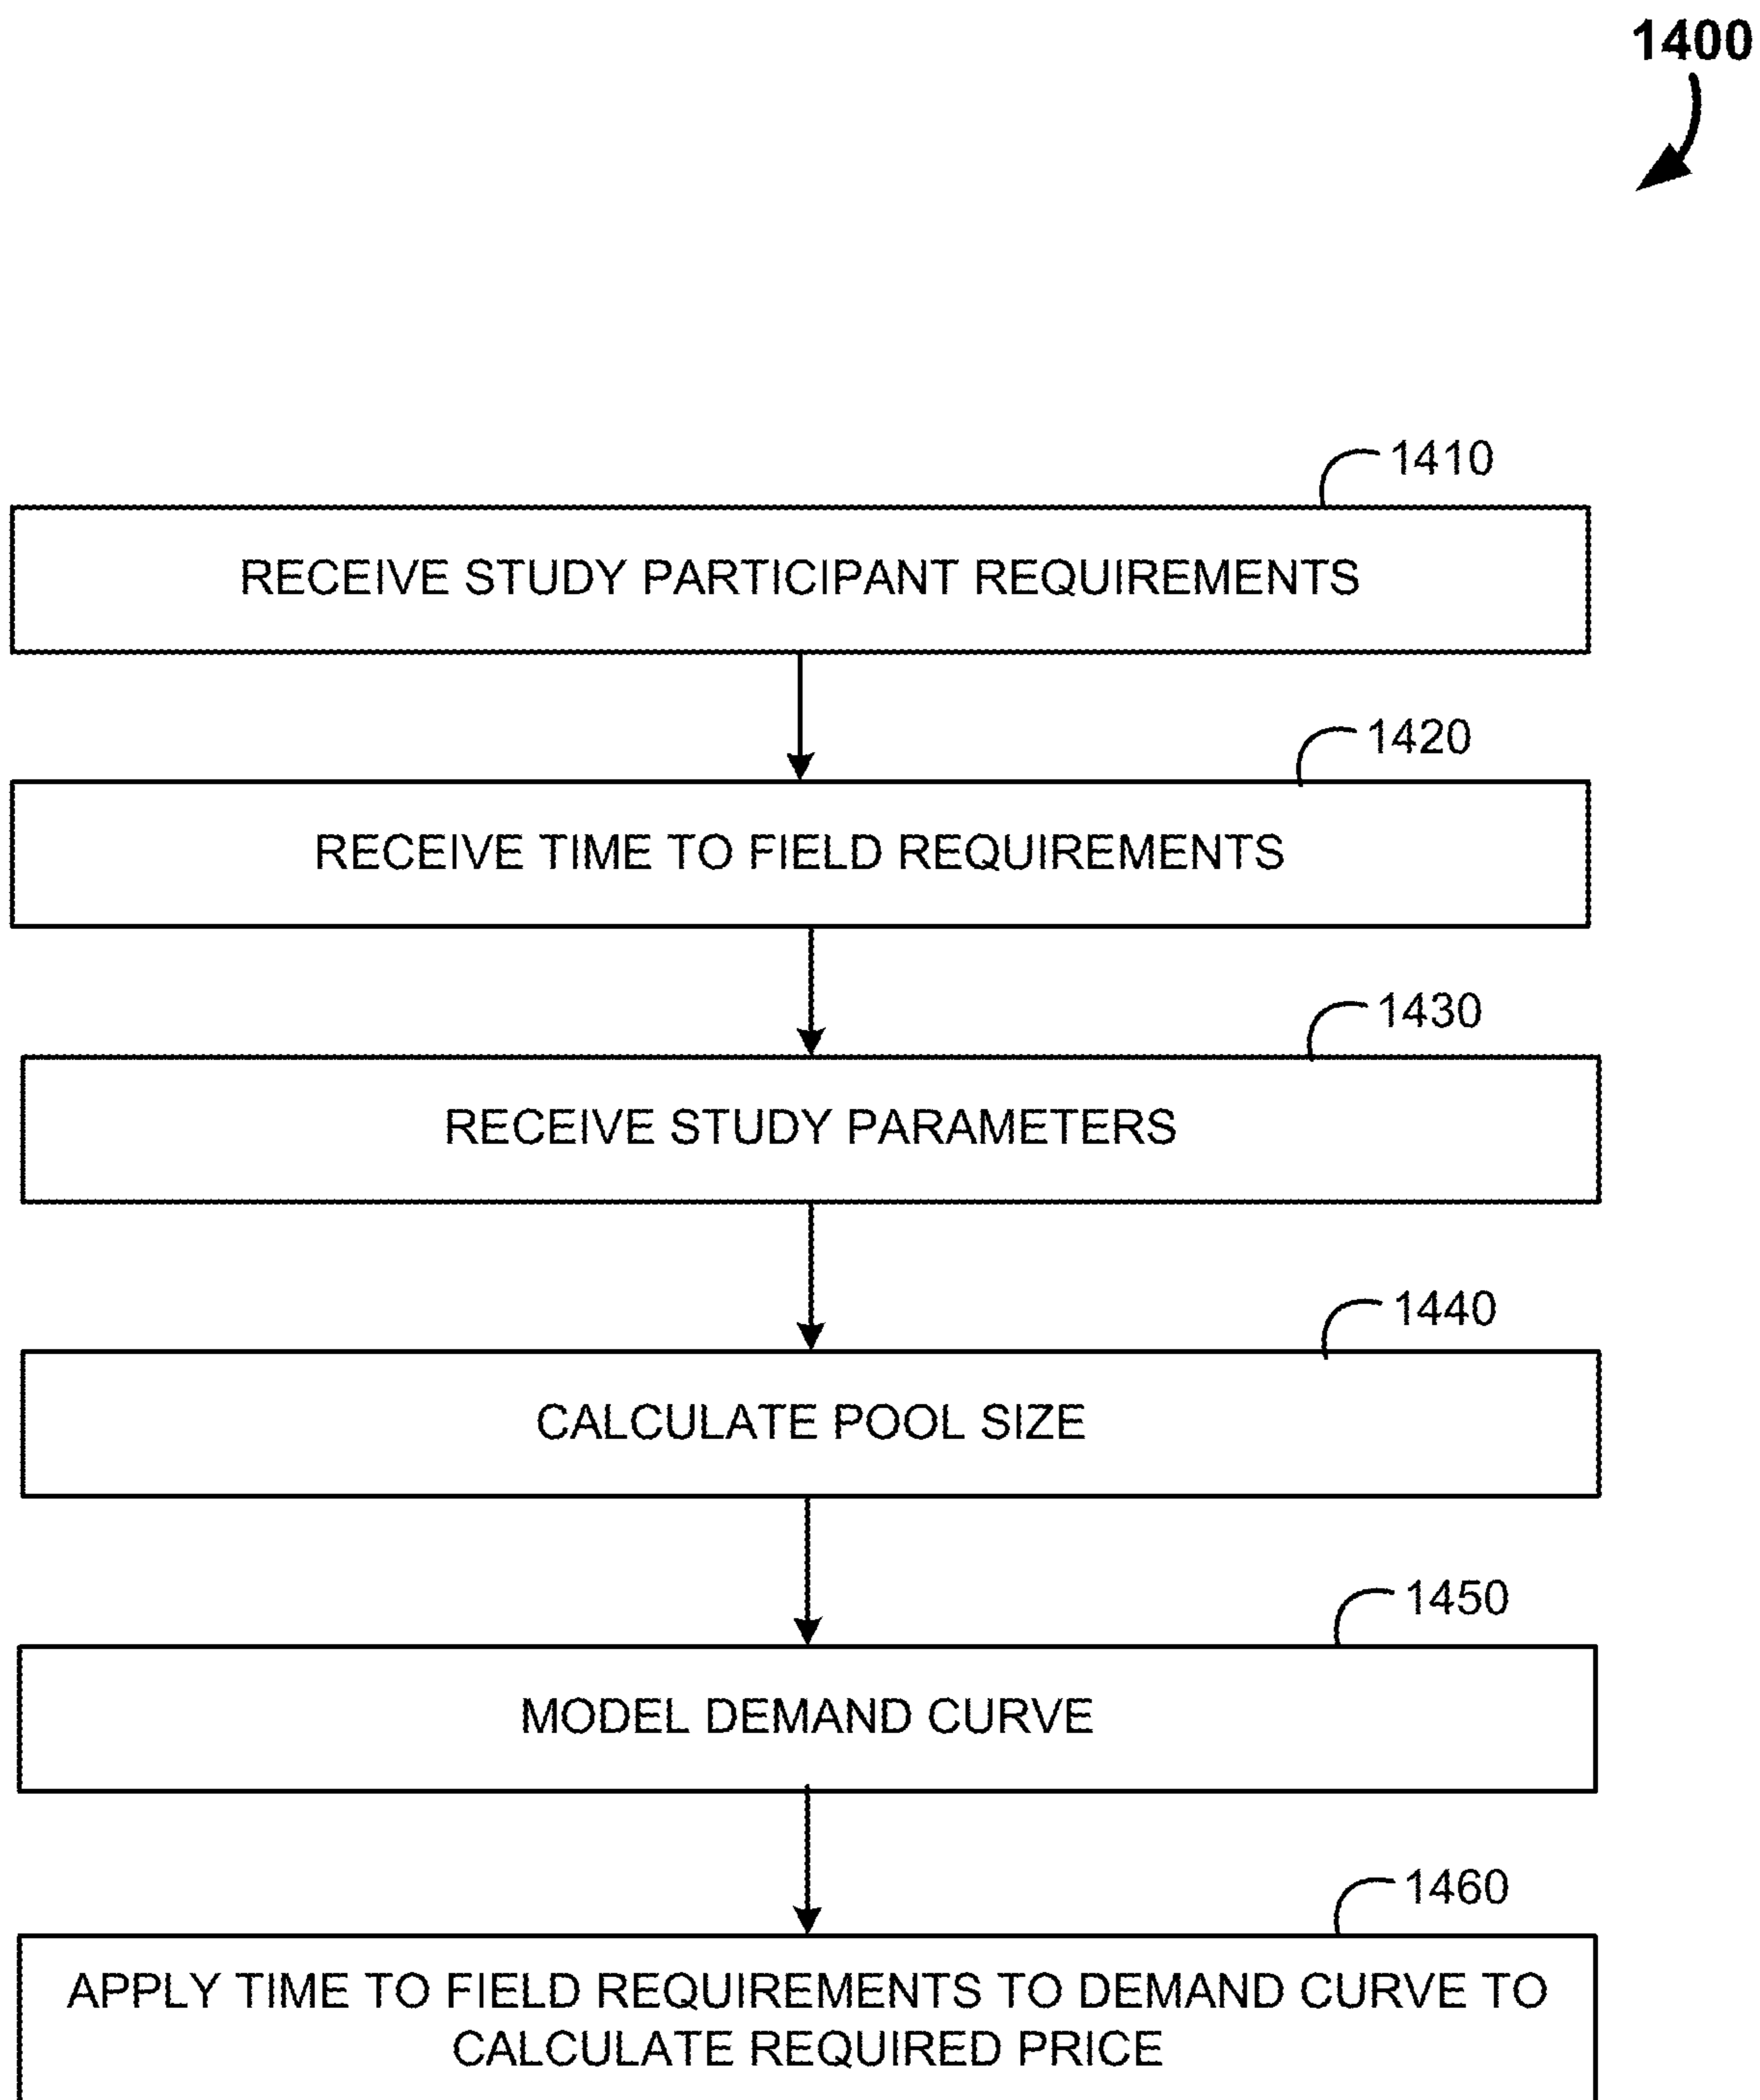 1400
1410
RECEIVE STUDY PARTICIPANT REQUIREMENTS
1420
RECEIVE TIME TO FIELD REQUIREMENTS
1430
RECEIVE STUDY PARAMETERS
1440
CALCULATE POOL SIZE
1450
MODEL DEMAND CURVE
1460
APPLY TIME TO FIELD REQUIREMENTS TO DEMAND CURVE TO
CALCULATE REQUIRED PRICE